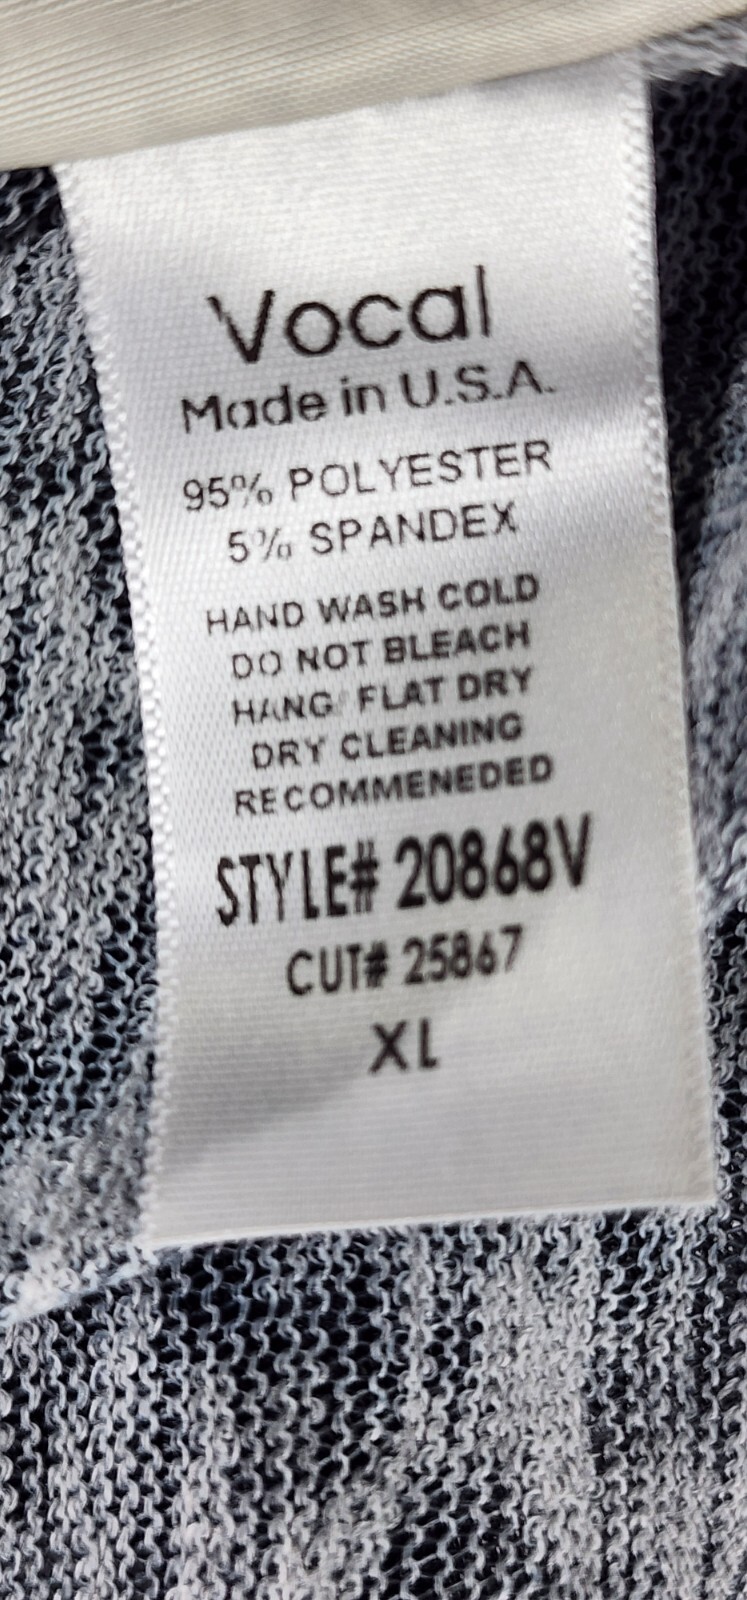 Vocal
Made in U.S.A.
95% POLYESTER
5% SPANDEX
HAND WASH COLD
DO NOT BLEACH
HANG/ FLAT DRY
DRY CLEANING
RECOMMENEDED
STYLE# 20868V
CUT# 25867
XL